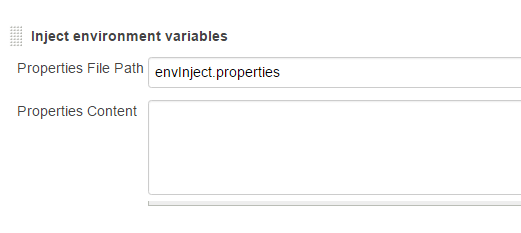 Inject environment variables
Properties File Path envInject.properties
Properties Content